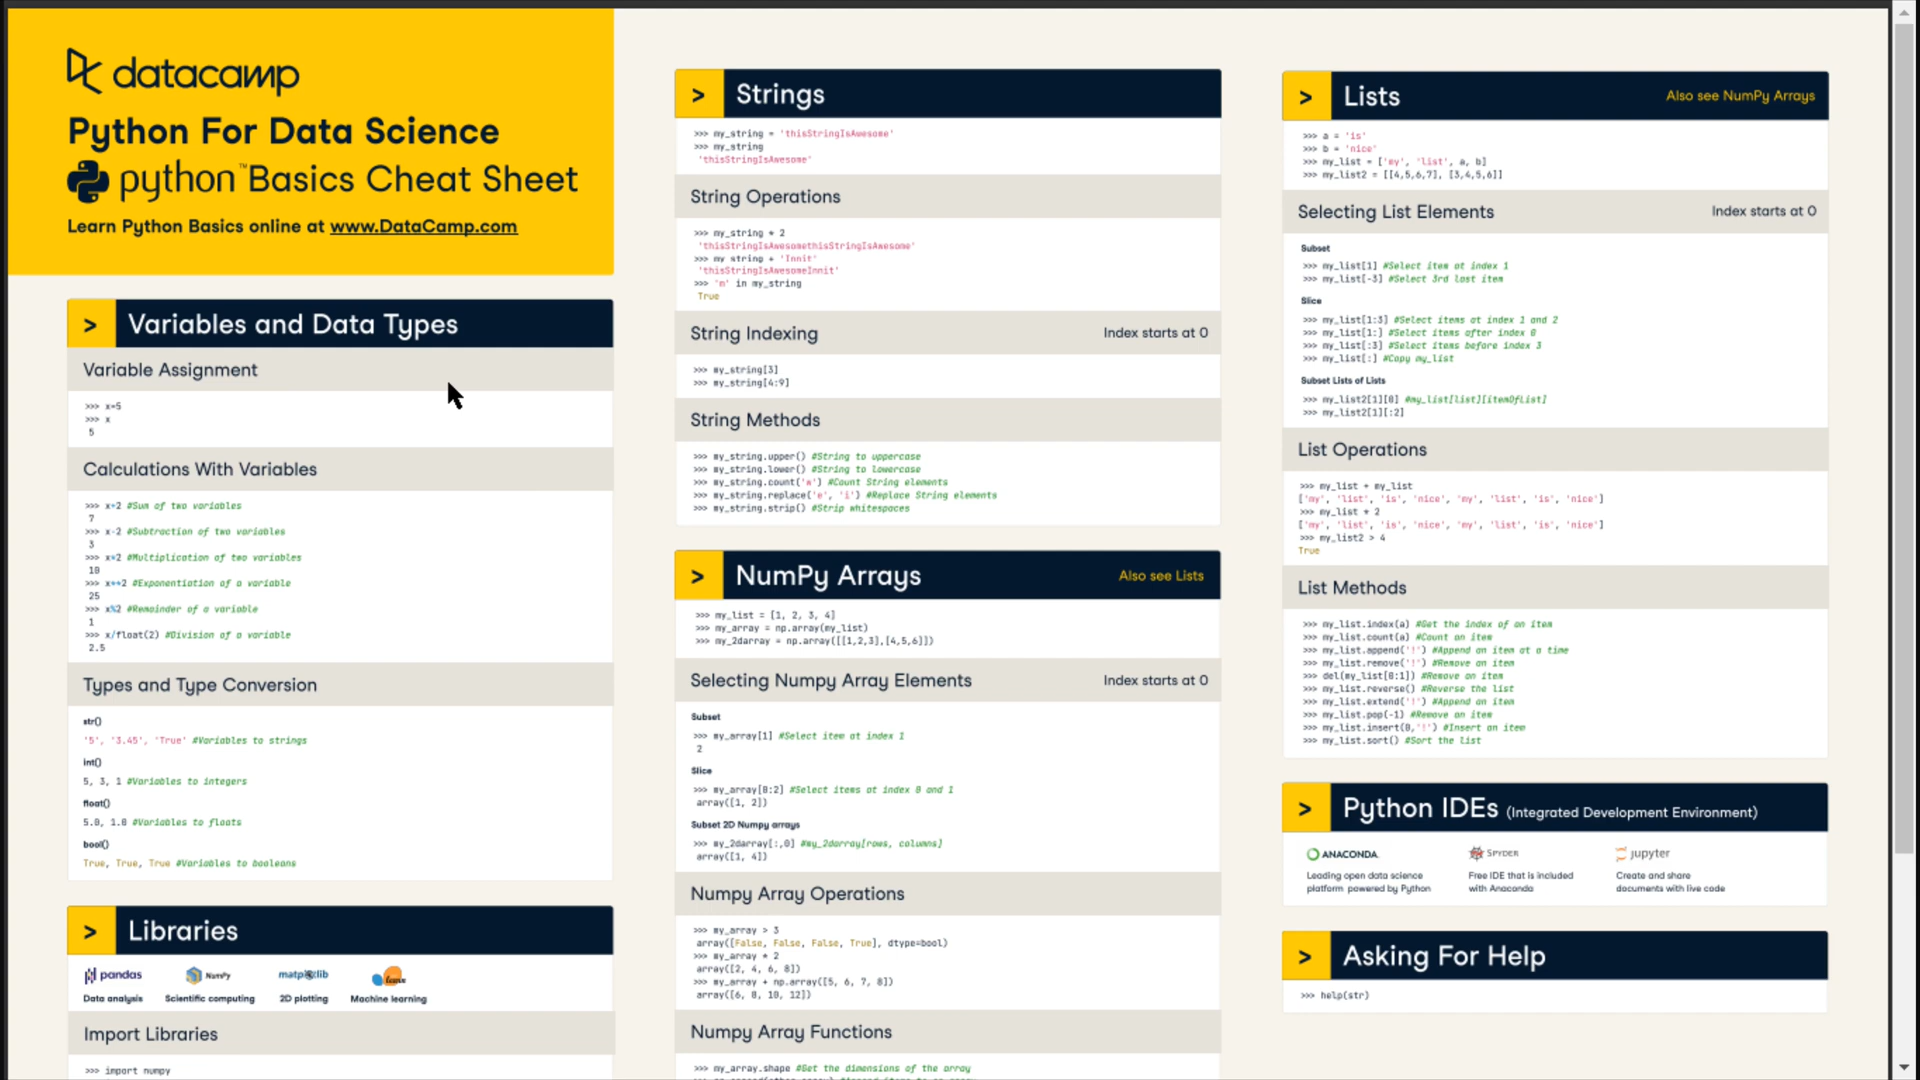 datacamp
Python For Data Science
python™ Basics Cheat Sheet
Learn Python Basics online at www.DataCamp.com
> Variables and Data Types
Variable Assignment
>>> x=5
>>> x
5
Calculations With Variables
>>> x+2 #Sum of two variables
7
>>> x-2 #Subtraction of two variables
3
>>> x*2 #Multiplication of two variables
10
>>> x**2 #Exponentiation of a variable
25
>>> x%2 #Remainder of a variable
1
>>> x/float(2) #Division of a variable
2.5
Types and Type Conversion
str()
'5', '3.45', 'True' #Variables to strings
int()
5, 3, 1 #Variables to integers
float()
5.0, 1.0 #Variables to floats
bool()
True, True, True #Variables to booleans
> Libraries
pandas
Data analysis
NumPy
Scientific computing
matplotlib
2D plotting
learn
Machine learning
Import Libraries
>>> import numpy
> Strings
>>> my_string = 'thisStringIsAwesome'
>>> my_string
'thisStringIsAwesome'
String Operations
>>> my_string * 2
'thisStringIsAwesomethisStringIsAwesome'
>>> my_string + 'Innit'
'thisStringIsAwesomeInnit'
>>> 'm' in my_string
True
String Indexing Index starts at 0
>>> my_string[3]
>>> my_string[4:9]
String Methods
>>> my_string.upper() #String to uppercase
>>> my_string.lower() #String to lowercase
>>> my_string.count('w') #Count String elements
>>> my_string.replace('e', 'i') #Replace String elements
>>> my_string.strip() #Strip whitespaces
> NumPy Arrays Also see Lists
>>> my_list = [1, 2, 3, 4]
>>> my_array = np.array(my_list)
>>> my_2darray = np.array([[1,2,3],[4,5,6]])
Selecting Numpy Array Elements Index starts at 0
Subset
>>> my_array[1] #Select item at index 1
2
Slice
>>> my_array[0:2] #Select items at index 0 and 1
array([1, 2])
Subset 2D Numpy arrays
>>> my_2darray[:,0] #my_2darray[rows, columns]
array([1, 4])
Numpy Array Operations
>>> my_array > 3
array([False, False, False, True], dtype=bool)
>>> my_array * 2
array([2, 4, 6, 8])
>>> my_array + np.array([5, 6, 7, 8])
array([6, 8, 10, 12])
Numpy Array Functions
>>> my_array.shape #Get the dimensions of the array
> Lists Also see NumPy Arrays
>>> a = 'is'
>>> b = 'nice'
>>> my_list = ['my', 'list', a, b]
>>> my_list2 = [[4,5,6,7], [3,4,5,6]]
Selecting List Elements Index starts at 0
Subset
>>> my_list[1] #Select item at index 1
>>> my_list[-3] #Select 3rd last item
Slice
>>> my_list[1:3] #Select items at index 1 and 2
>>> my_list[1:] #Select items after index 0
>>> my_list[:3] #Select items before index 3
>>> my_list[:] #Copy my_list
Subset Lists of Lists
>>> my_list2[1][0] #my_list[list][itemOfList]
>>> my_list2[1][:2]
List Operations
>>> my_list + my_list
['my', 'list', 'is', 'nice', 'my', 'list', 'is', 'nice']
>>> my_list * 2
['my', 'list', 'is', 'nice', 'my', 'list', 'is', 'nice']
>>> my_list2 > 4
True
List Methods
>>> my_list.index(a) #Get the index of an item
>>> my_list.count(a) #Count an item
>>> my_list.append('!') #Append an item at a time
>>> my_list.remove('!') #Remove an item
>>> del(my_list[0:1]) #Remove an item
>>> my_list.reverse() #Reverse the list
>>> my_list.extend('!') #Append an item
>>> my_list.pop(-1) #Remove an item
>>> my_list.insert(0,'!') #Insert an item
>>> my_list.sort() #Sort the list
> Python IDEs (Integrated Development Environment)
ANACONDA
Leading open data science
platform powered by Python
SPYDER
Free IDE that is included
with Anaconda
jupyter
Create and share
documents with live code
> Asking For Help
>>> help(str)